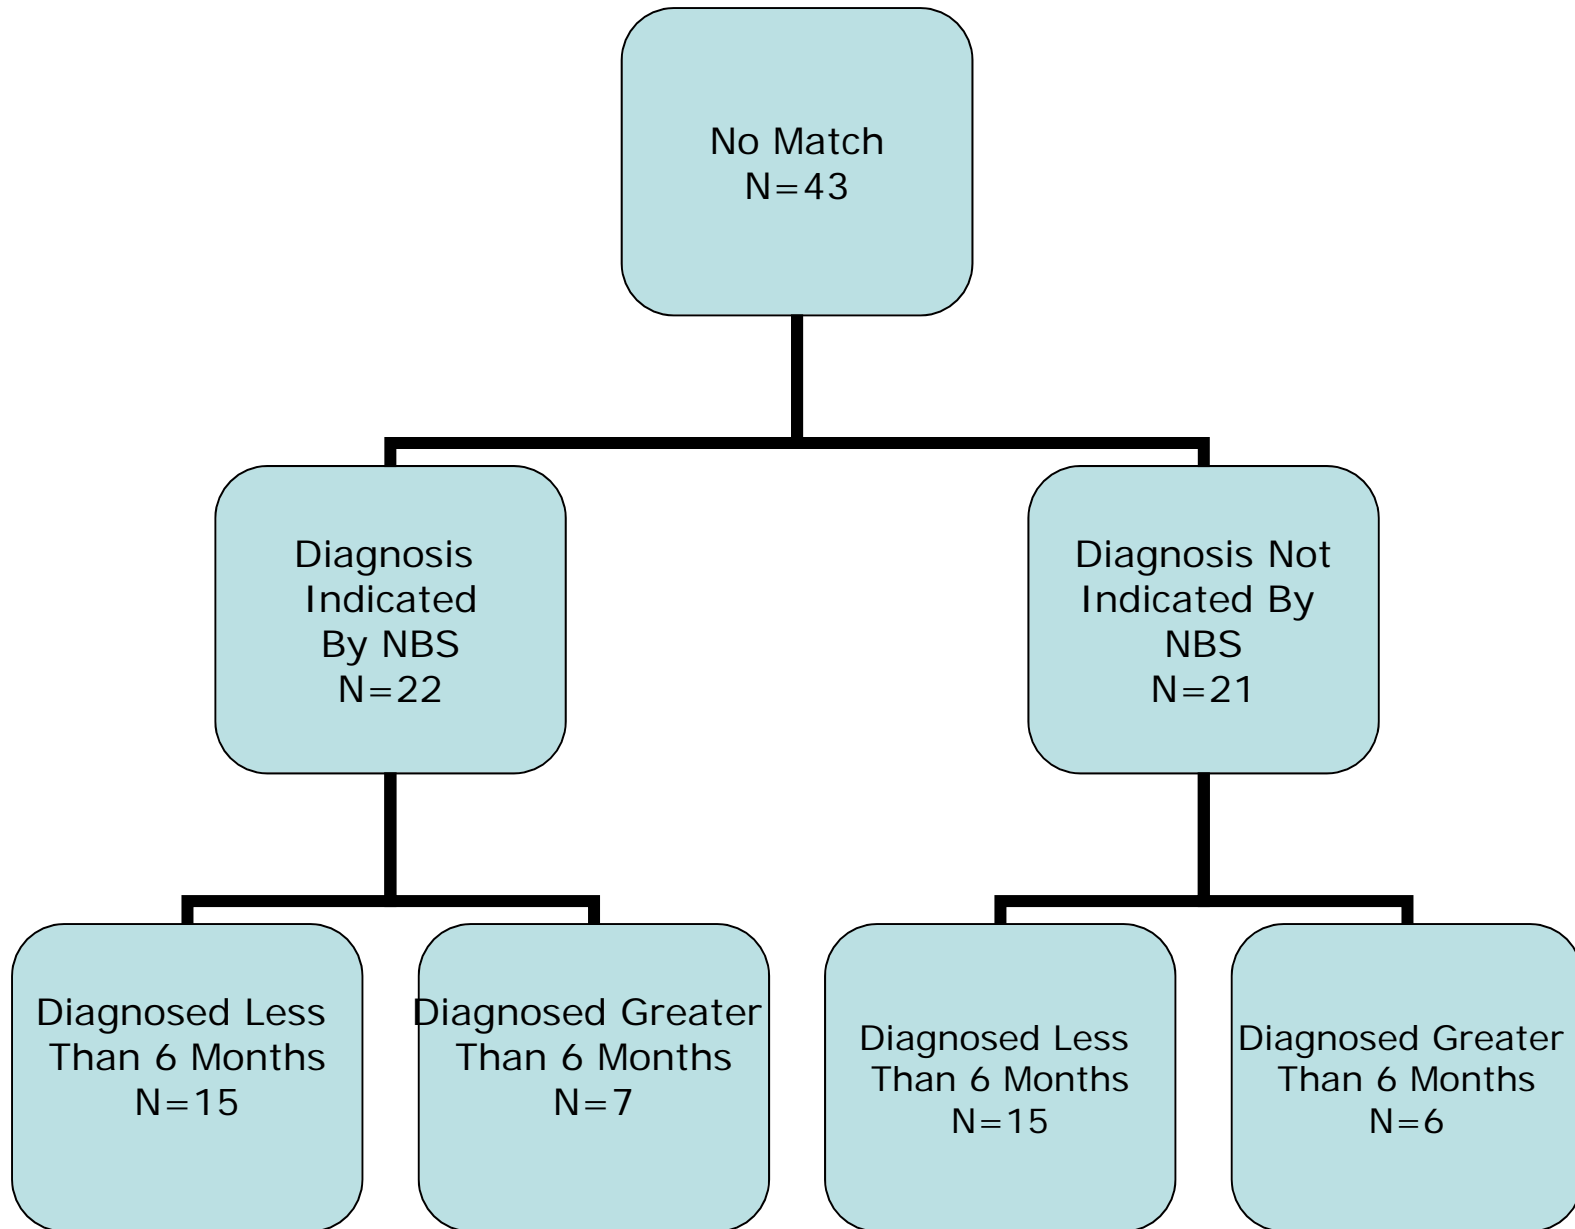 No Match
N=43
Diagnosis
Indicated
By NBS
N=22
Diagnosis Not
Indicated By
NBS
N=21
Diagnosed Less
Than 6 Months
N=15
Diagnosed Greater
Than 6 Months
N=7
Diagnosed Less
Than 6 Months
N=15
Diagnosed Greater
Than 6 Months
N=6